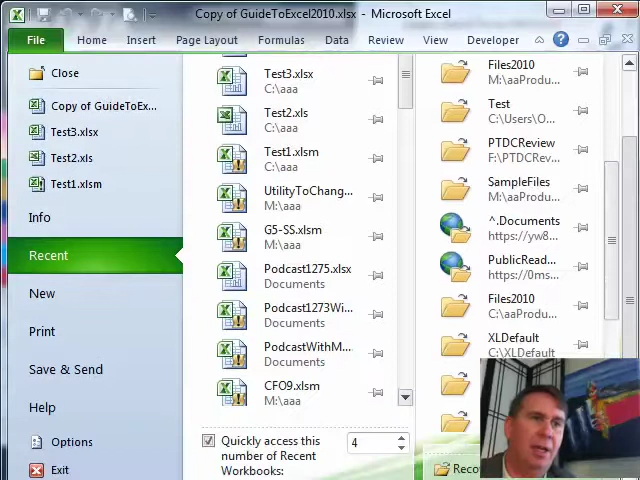 Copy of GuideToExcel2010.xlsx - Microsoft Excel
File Home Insert Page Layout Formulas Data Review View Developer
Close
Copy of GuideToEx...
Test3.xlsx
Test2.xls
Test1.xlsm
Info
Recent
New
Print
Save & Send
Help
Options
Exit
Test3.xlsx
C:\aaa
Test2.xls
C:\aaa
Test1.xlsm
C:\aaa
UtilityToChang...
M:\aaa
G5-SS.xlsm
M:\aaa
Podcast1275.xlsx
Documents
Podcast1273Wi...
Documents
PodcastWithM...
Documents
CFO9.xlsm
M:\aaa
Quickly access this
number of Recent
Workbooks:
4
Files2010
M:\aaProdu...
Test
C:\Users\O...
PTDCReview
F:\PTDCRev...
SampleFiles
M:\aaProdu...
^.Documents
https://yw8...
PublicRead...
https://0ms...
Files2010
C:\aaProdu...
XLDefault
C:\XLDefault